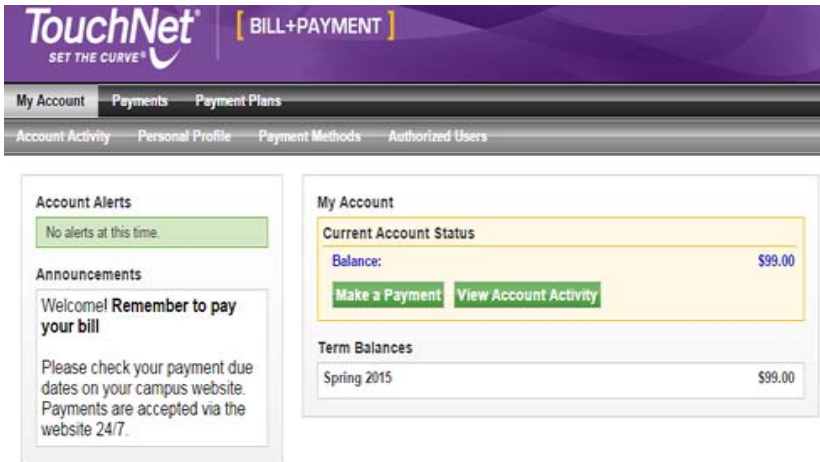 TouchNet®
SET THE CURVE®
[ BILL+PAYMENT ]
My Account Payments Payment Plans
Account Activity Personal Profile Payment Methods Authorized Users
Account Alerts
No alerts at this time.
Announcements
Welcome! Remember to pay
your bill
Please check your payment due
dates on your campus website.
Payments are accepted via the
website 24/7.
My Account
Current Account Status
Balance: $99.00
Make a Payment View Account Activity
Term Balances
Spring 2015 $99.00